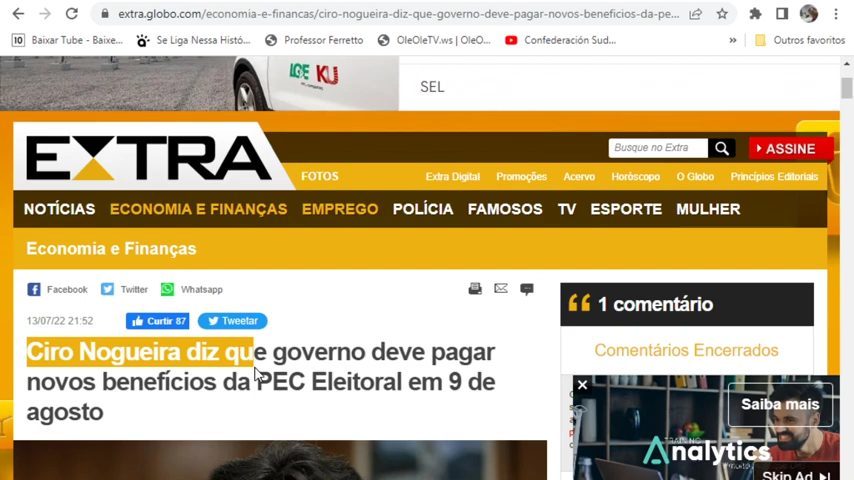 extra.globo.com/economia-e-financas/ciro-nogueira-diz-que-governo-deve-pagar-novos-beneficios-da-pe...
Baixar Tube - Baixe... Se Liga Nessa Histó... Professor Ferretto OleOleTV.ws | OleO... Confederación Sud... » Outros favoritos
SEL
EXTRA
Busque no Extra ASSINE
FOTOS Extra Digital Promoções Acervo Horóscopo O Globo Princípios Editoriais
NOTÍCIAS ECONOMIA E FINANÇAS EMPREGO POLÍCIA FAMOSOS TV ESPORTE MULHER
Economia e Finanças
Facebook Twitter Whatsapp
13/07/22 21:52 Curtir 87 Tweetar
Ciro Nogueira diz que governo deve pagar
novos benefícios da PEC Eleitoral em 9 de
agosto
1 comentário
Comentários Encerrados
Saiba mais
TRAINING
Analytics
Skip Ad